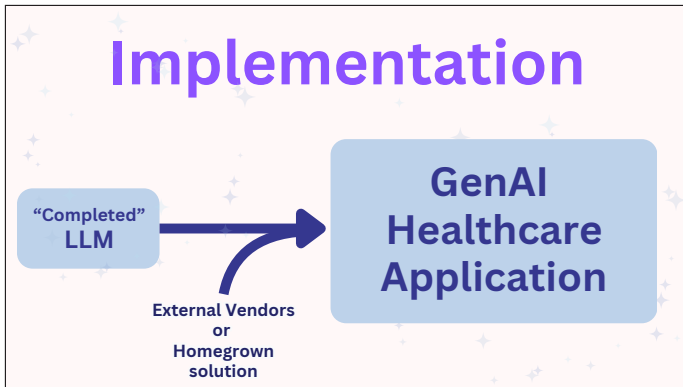 Implementation
“Completed”
LLM
GenAI
Healthcare
Application
External Vendors
or
Homegrown
solution